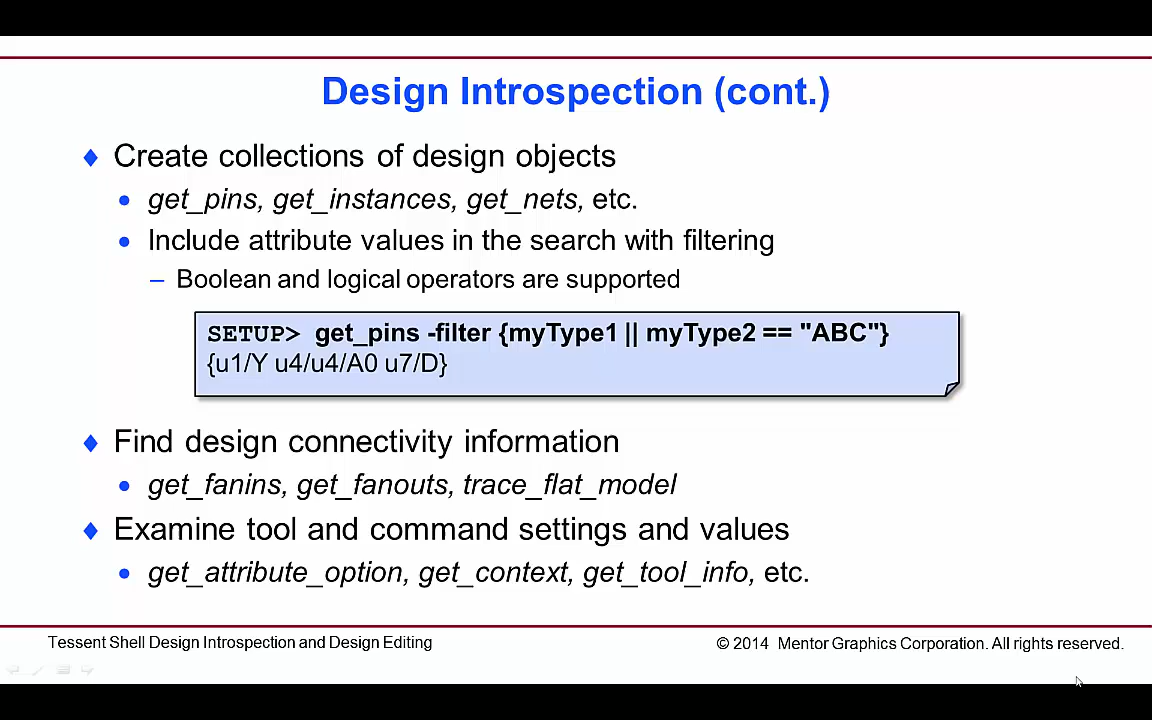 Design Introspection (cont.)
♦ Create collections of design objects
• get_pins, get_instances, get_nets, etc.
• Include attribute values in the search with filtering
– Boolean and logical operators are supported
SETUP> get_pins -filter {myType1 || myType2 == "ABC"}
{u1/Y u4/u4/A0 u7/D}
♦ Find design connectivity information
• get_fanins, get_fanouts, trace_flat_model
♦ Examine tool and command settings and values
• get_attribute_option, get_context, get_tool_info, etc.
Tessent Shell Design Introspection and Design Editing
© 2014 Mentor Graphics Corporation. All rights reserved.